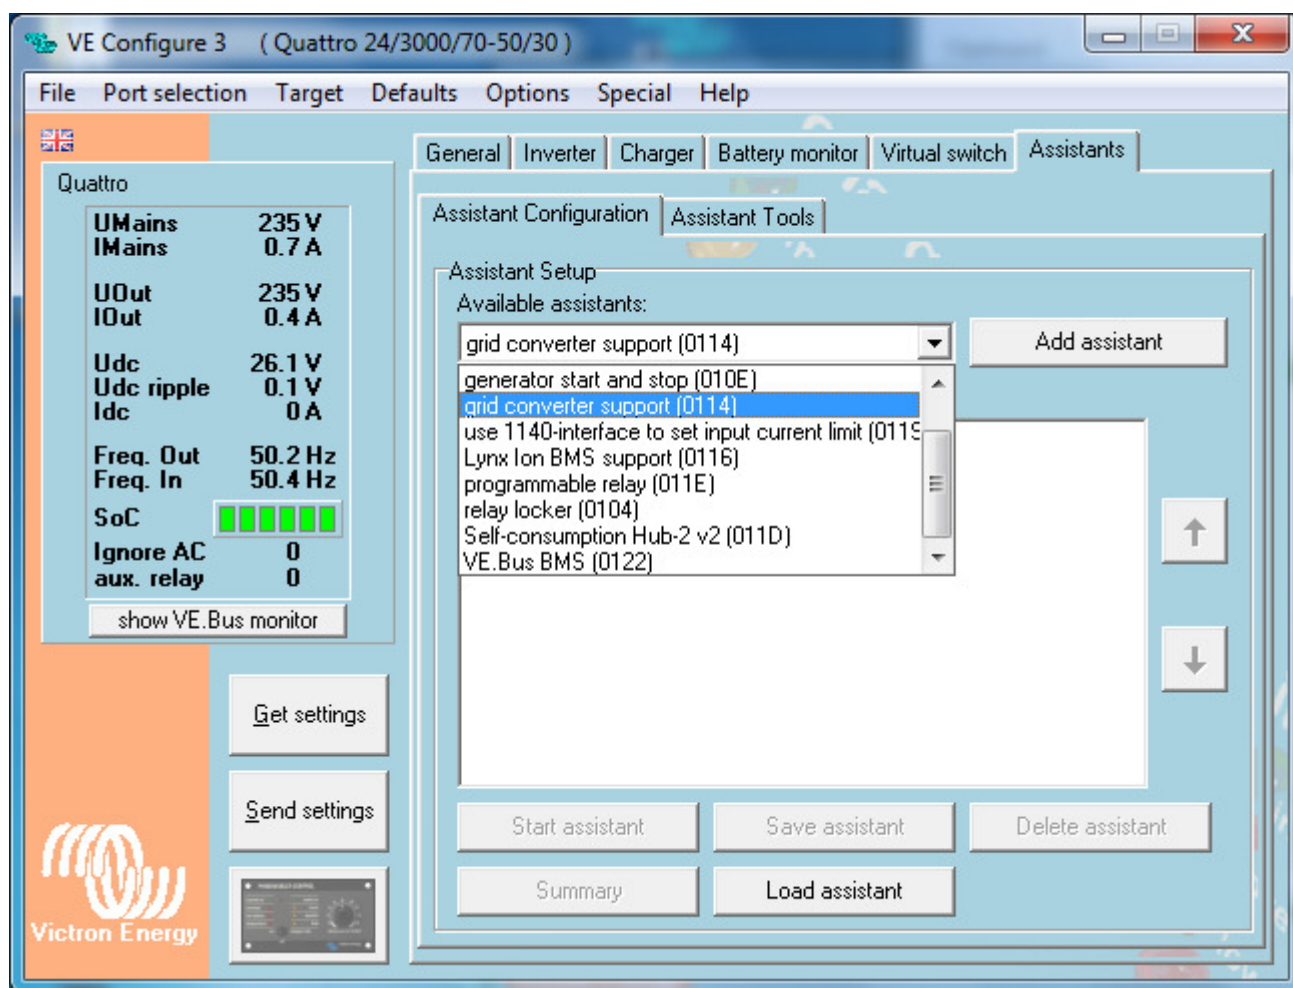 VE Configure 3 ( Quattro 24/3000/70-50/30 )
File Port selection Target Defaults Options Special Help
General Inverter Charger Battery monitor Virtual switch Assistants
Quattro
UMains 235 V
IMains 0.7 A
UOut 235 V
IOut 0.4 A
Udc 26.1 V
Udc ripple 0.1 V
Idc 0 A
Freq. Out 50.2 Hz
Freq. In 50.4 Hz
SoC
Ignore AC 0
aux. relay 0
show VE.Bus monitor
Get settings
Send settings
Victron Energy
Assistant Configuration Assistant Tools
Assistant Setup
Available assistants:
grid converter support (0114)
Add assistant
generator start and stop (010E)
grid converter support (0114)
use 1140-interface to set input current limit (0119
Lynx Ion BMS support (0116)
programmable relay (011E)
relay locker (0104)
Self-consumption Hub-2 v2 (011D)
VE.Bus BMS (0122)
Start assistant Save assistant Delete assistant
Summary Load assistant